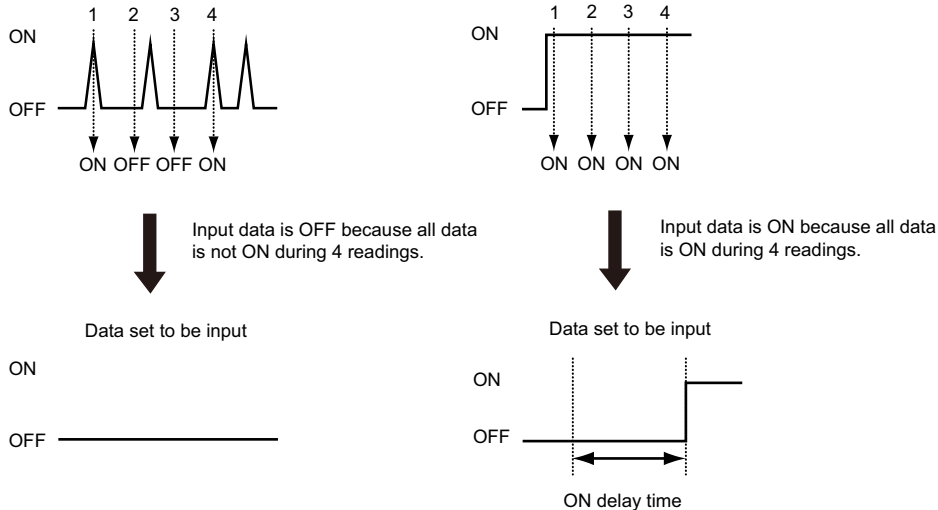 1 2 3 4
ON
OFF
ON OFF OFF ON
Input data is OFF because all data
is not ON during 4 readings.
Data set to be input
ON
OFF
1 2 3 4
ON
OFF
ON ON ON ON
Input data is ON because all data
is ON during 4 readings.
Data set to be input
ON
OFF
ON delay time